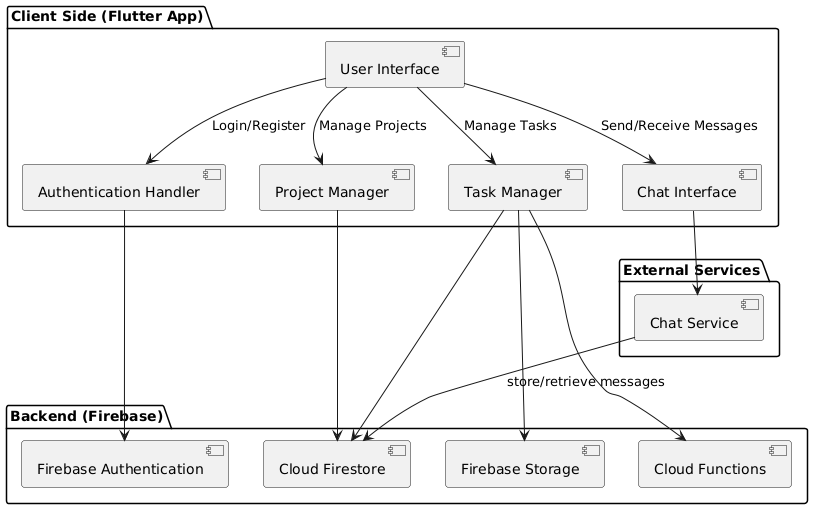 Client Side (Flutter App)
User Interface
Login/Register
Manage Projects
Manage Tasks
Send/Receive Messages
Authentication Handler
Project Manager
Task Manager
Chat Interface
External Services
Chat Service
store/retrieve messages
Backend (Firebase)
Firebase Authentication
Cloud Firestore
Firebase Storage
Cloud Functions